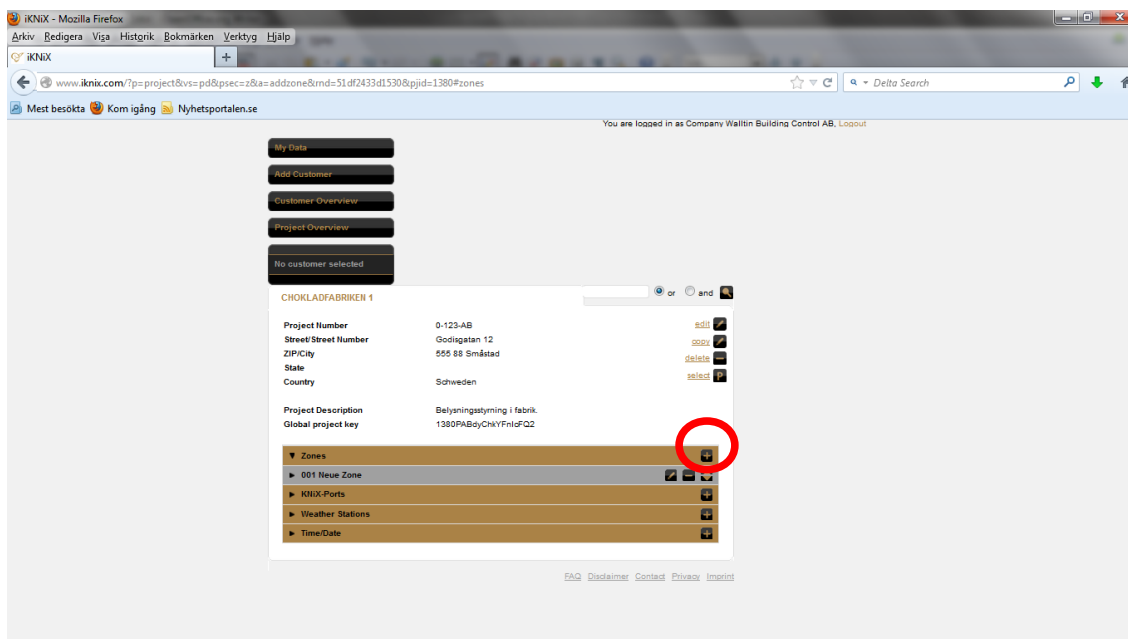 iKNiX - Mozilla Firefox
Arkiv Redigera Visa Historik Bokmärken Verktyg Hjälp
iKNiX
www.iknix.com/?p=project&vs=pd&psec=z&a=addzone&rnd=51df2433d1530&pjid=1380#zones
Delta Search
Mest besökta Kom igång Nyhetsportalen.se
You are logged in as Company Walltin Building Control AB, Logout
My Data
Add Customer
Customer Overview
Project Overview
No customer selected
CHOKLADFABRIKEN 1
or and
Project Number 0-123-AB edit
Street/Street Number Godisgatan 12 copy
ZIP/City 555 88 Småstad delete
State
Country Schweden select P
Project Description Belysningsstyrning i fabrik.
Global project key 1380PABdyChkYFnIoFQ2
Zones
001 Neue Zone
KNiX-Ports
Weather Stations
Time/Date
FAQ Disclaimer Contact Privacy Imprint